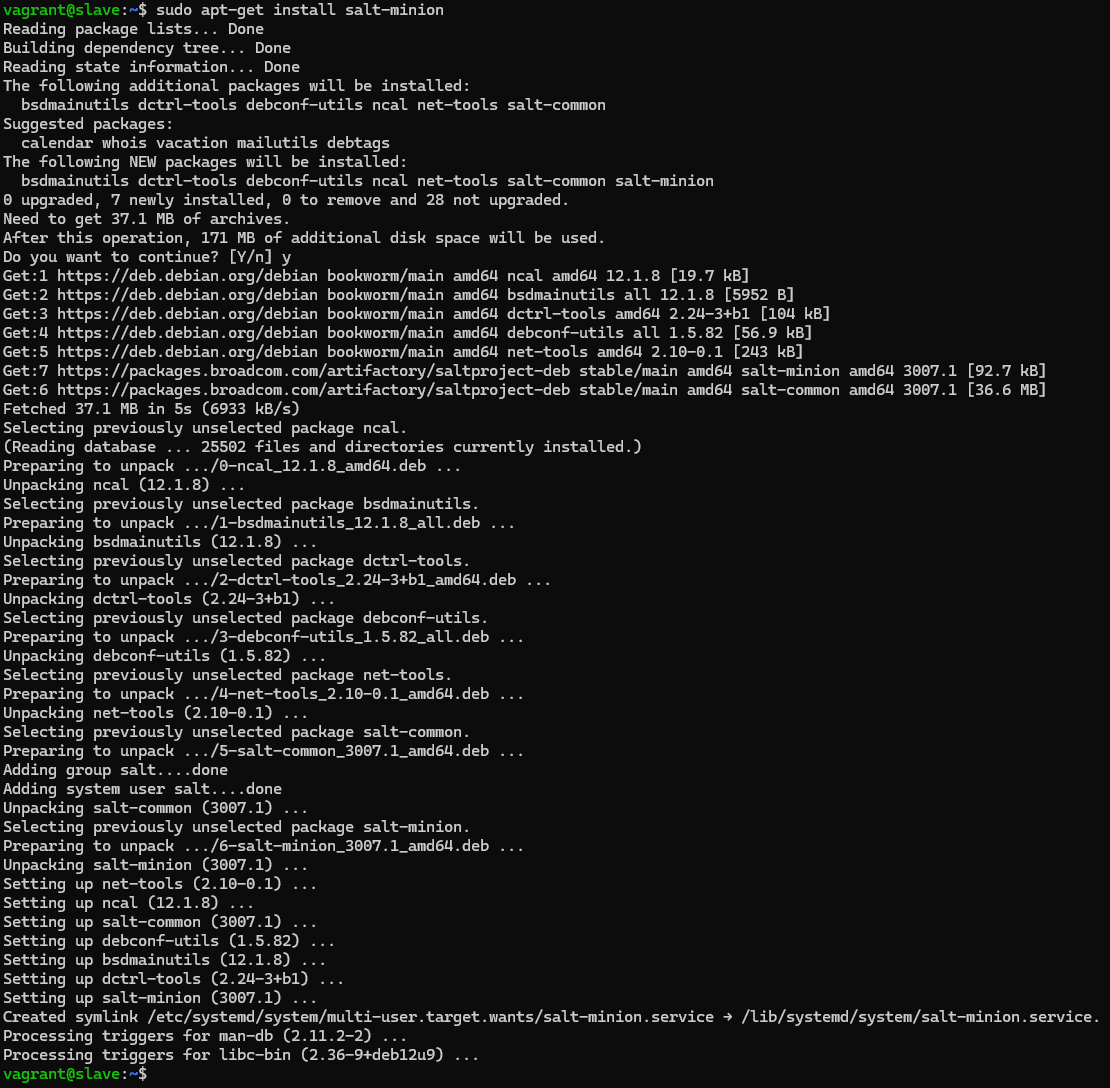 vagrant@slave:~$ sudo apt-get install salt-minion
Reading package lists... Done
Building dependency tree... Done
Reading state information... Done
The following additional packages will be installed:
  bsdmainutils dctrl-tools debconf-utils ncal net-tools salt-common
Suggested packages:
  calendar whois vacation mailutils debtags
The following NEW packages will be installed:
  bsdmainutils dctrl-tools debconf-utils ncal net-tools salt-common salt-minion
0 upgraded, 7 newly installed, 0 to remove and 28 not upgraded.
Need to get 37.1 MB of archives.
After this operation, 171 MB of additional disk space will be used.
Do you want to continue? [Y/n] y
Get:1 https://deb.debian.org/debian bookworm/main amd64 ncal amd64 12.1.8 [19.7 kB]
Get:2 https://deb.debian.org/debian bookworm/main amd64 bsdmainutils all 12.1.8 [5952 B]
Get:3 https://deb.debian.org/debian bookworm/main amd64 dctrl-tools amd64 2.24-3+b1 [104 kB]
Get:4 https://deb.debian.org/debian bookworm/main amd64 debconf-utils all 1.5.82 [56.9 kB]
Get:5 https://deb.debian.org/debian bookworm/main amd64 net-tools amd64 2.10-0.1 [243 kB]
Get:7 https://packages.broadcom.com/artifactory/saltproject-deb stable/main amd64 salt-minion amd64 3007.1 [92.7 kB]
Get:6 https://packages.broadcom.com/artifactory/saltproject-deb stable/main amd64 salt-common amd64 3007.1 [36.6 MB]
Fetched 37.1 MB in 5s (6933 kB/s)
Selecting previously unselected package ncal.
(Reading database ... 25502 files and directories currently installed.)
Preparing to unpack .../0-ncal_12.1.8_amd64.deb ...
Unpacking ncal (12.1.8) ...
Selecting previously unselected package bsdmainutils.
Preparing to unpack .../1-bsdmainutils_12.1.8_all.deb ...
Unpacking bsdmainutils (12.1.8) ...
Selecting previously unselected package dctrl-tools.
Preparing to unpack .../2-dctrl-tools_2.24-3+b1_amd64.deb ...
Unpacking dctrl-tools (2.24-3+b1) ...
Selecting previously unselected package debconf-utils.
Preparing to unpack .../3-debconf-utils_1.5.82_all.deb ...
Unpacking debconf-utils (1.5.82) ...
Selecting previously unselected package net-tools.
Preparing to unpack .../4-net-tools_2.10-0.1_amd64.deb ...
Unpacking net-tools (2.10-0.1) ...
Selecting previously unselected package salt-common.
Preparing to unpack .../5-salt-common_3007.1_amd64.deb ...
Adding group salt....done
Adding system user salt....done
Unpacking salt-common (3007.1) ...
Selecting previously unselected package salt-minion.
Preparing to unpack .../6-salt-minion_3007.1_amd64.deb ...
Unpacking salt-minion (3007.1) ...
Setting up net-tools (2.10-0.1) ...
Setting up ncal (12.1.8) ...
Setting up salt-common (3007.1) ...
Setting up debconf-utils (1.5.82) ...
Setting up bsdmainutils (12.1.8) ...
Setting up dctrl-tools (2.24-3+b1) ...
Setting up salt-minion (3007.1) ...
Created symlink /etc/systemd/system/multi-user.target.wants/salt-minion.service → /lib/systemd/system/salt-minion.service.
Processing triggers for man-db (2.11.2-2) ...
Processing triggers for libc-bin (2.36-9+deb12u9) ...
vagrant@slave:~$